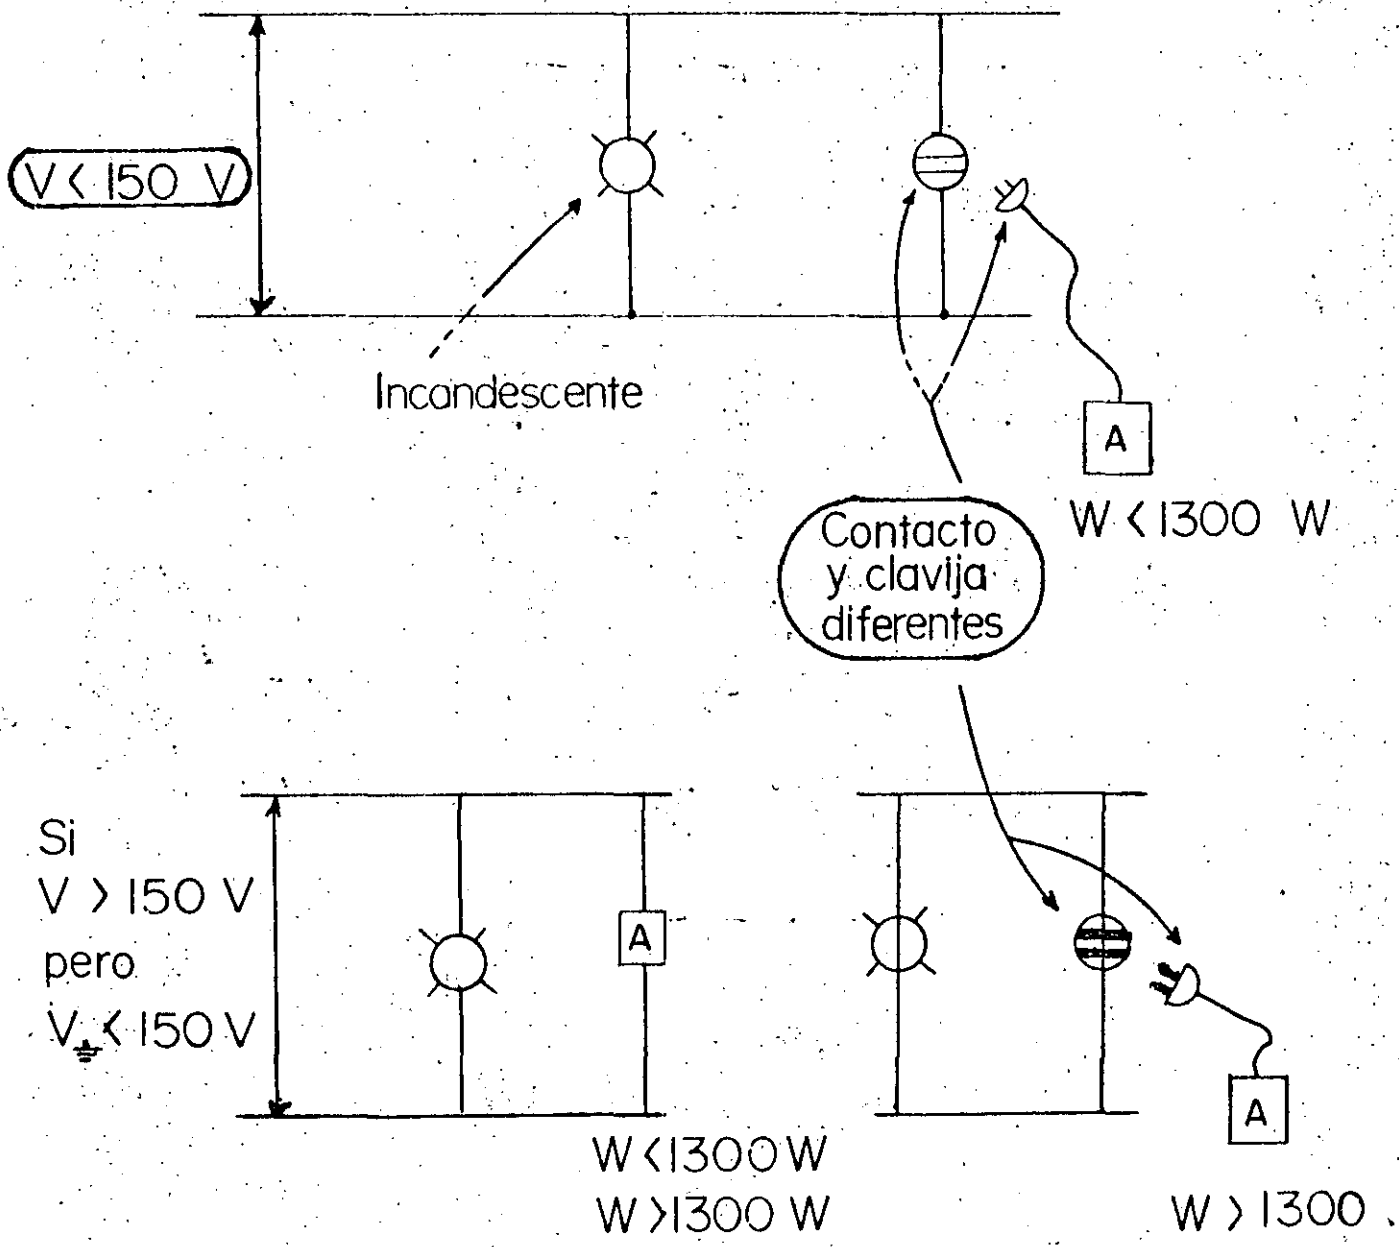 V < 150 V
Incandescente
A
W < 1300 W
Contacto
y clavija
diferentes
Si
V > 150 V
pero
V⏚ < 150 V
A
A
W < 1300 W
W > 1300 W
W > 1300 .